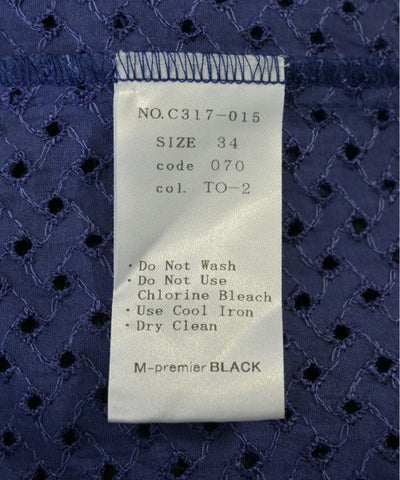 NO.C317-015
SIZE 34
code 070
col. TO-2
・Do Not Wash
・Do Not Use
Chlorine Bleach
・Use Cool Iron
・Dry Clean
M-premier BLACK